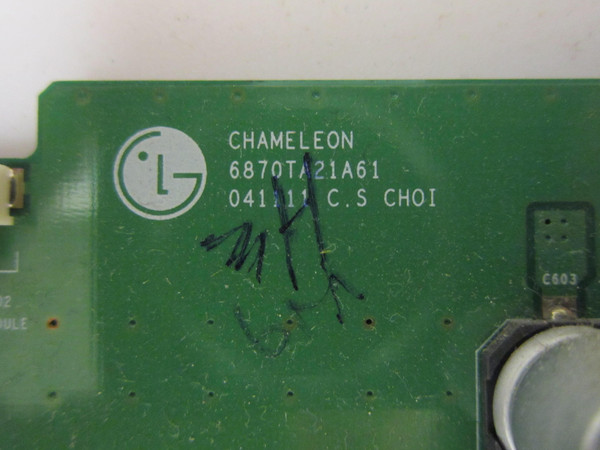 LG
CHAMELEON
6870TA21A61
041111 C.S CHOI
C603